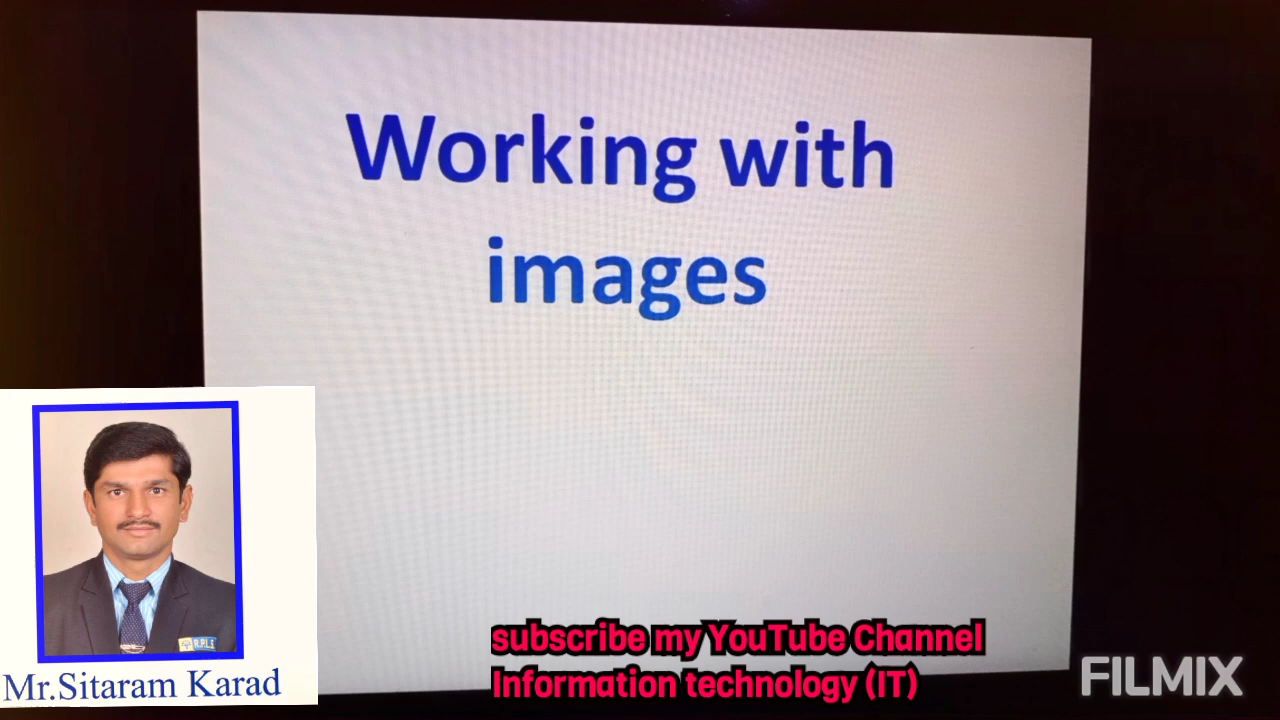 Working with
images
R.P.I.S
Mr.Sitaram Karad
subscribe my YouTube Channel
Information technology (IT)
FILMIX